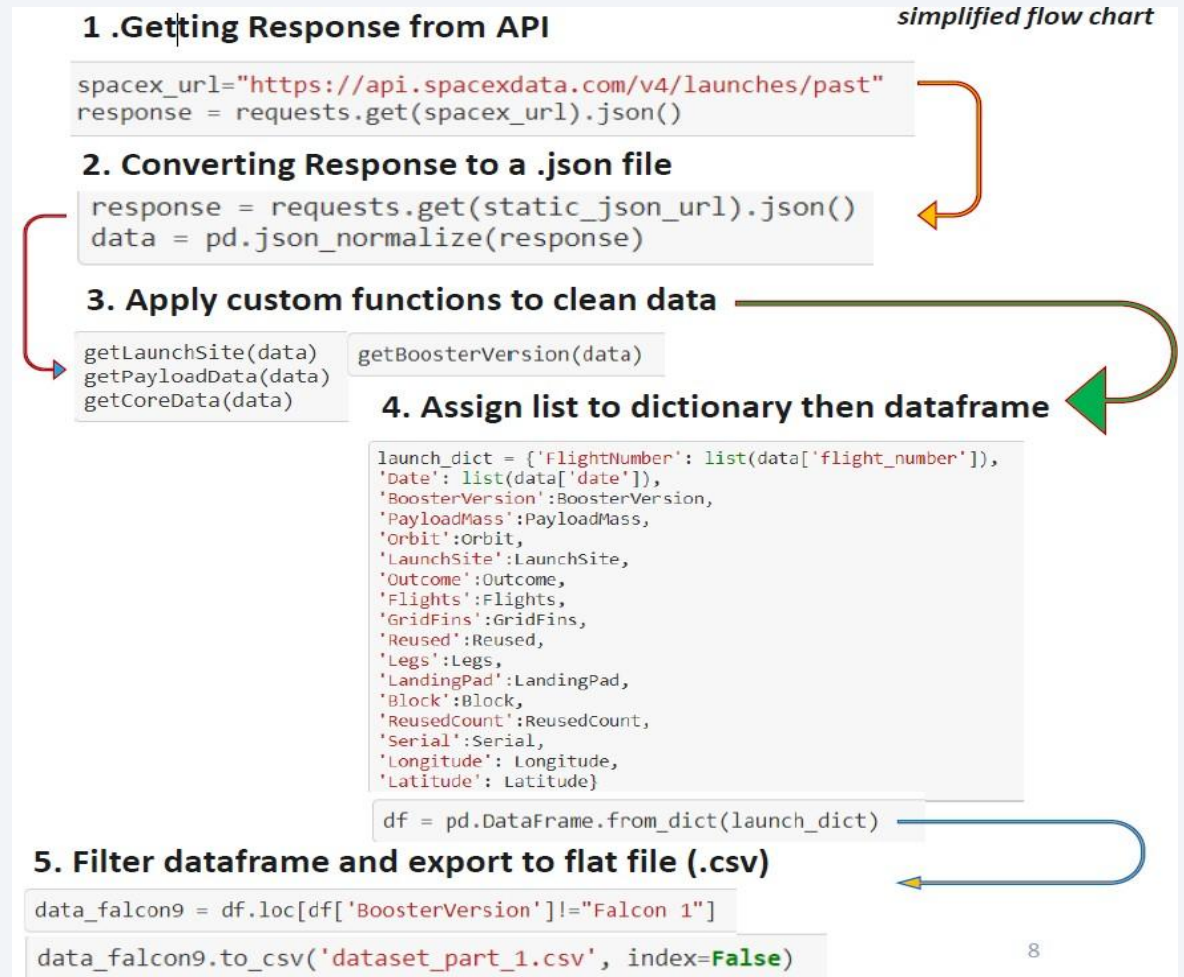 simplified flow chart
1 .Getting Response from API
spacex_url="https://api.spacexdata.com/v4/launches/past"
response = requests.get(spacex_url).json()
2. Converting Response to a .json file
response = requests.get(static_json_url).json()
data = pd.json_normalize(response)
3. Apply custom functions to clean data
getLaunchSite(data)
getPayloadData(data)
getCoreData(data)
getBoosterVersion(data)
4. Assign list to dictionary then dataframe
launch_dict = {'FlightNumber': list(data['flight_number']),
'Date': list(data['date']),
'BoosterVersion':BoosterVersion,
'PayloadMass':PayloadMass,
'Orbit':Orbit,
'LaunchSite':LaunchSite,
'Outcome':Outcome,
'Flights':Flights,
'GridFins':GridFins,
'Reused':Reused,
'Legs':Legs,
'LandingPad':LandingPad,
'Block':Block,
'ReusedCount':ReusedCount,
'Serial':Serial,
'Longitude': Longitude,
'Latitude': Latitude}
df = pd.DataFrame.from_dict(launch_dict)
5. Filter dataframe and export to flat file (.csv)
data_falcon9 = df.loc[df['BoosterVersion']!="Falcon 1"]
data_falcon9.to_csv('dataset_part_1.csv', index=False)
8